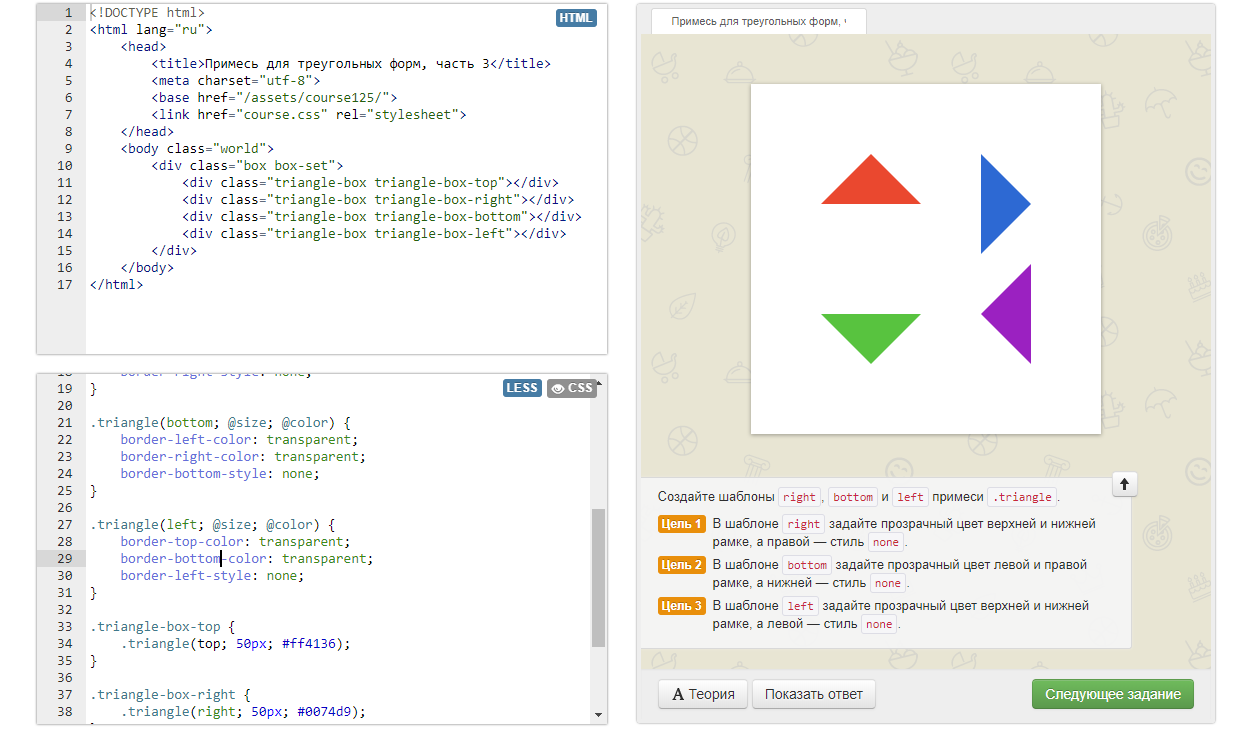 1 <!DOCTYPE html>
HTML
2 <html lang="ru">
3 <head>
4 <title>Примесь для треугольных форм, часть 3</title>
5 <meta charset="utf-8">
6 <base href="/assets/course125/">
7 <link href="course.css" rel="stylesheet">
8 </head>
9 <body class="world">
10 <div class="box box-set">
11 <div class="triangle-box triangle-box-top"></div>
12 <div class="triangle-box triangle-box-right"></div>
13 <div class="triangle-box triangle-box-bottom"></div>
14 <div class="triangle-box triangle-box-left"></div>
15 </div>
16 </body>
17 </html>
18 border-right-style: none;
LESS CSS
19 }
20
21 .triangle(bottom; @size; @color) {
22 border-left-color: transparent;
23 border-right-color: transparent;
24 border-bottom-style: none;
25 }
26
27 .triangle(left; @size; @color) {
28 border-top-color: transparent;
29 border-bottom-color: transparent;
30 border-left-style: none;
31 }
32
33 .triangle-box-top {
34 .triangle(top; 50px; #ff4136);
35 }
36
37 .triangle-box-right {
38 .triangle(right; 50px; #0074d9);
Примесь для треугольных форм,
Создайте шаблоны right, bottom и left примеси .triangle.
Цель 1 В шаблоне right задайте прозрачный цвет верхней и нижней
рамке, а правой — стиль none.
Цель 2 В шаблоне bottom задайте прозрачный цвет левой и правой
рамке, а нижней — стиль none.
Цель 3 В шаблоне left задайте прозрачный цвет верхней и нижней
рамке, а левой — стиль none.
A Теория
Показать ответ
Следующее задание